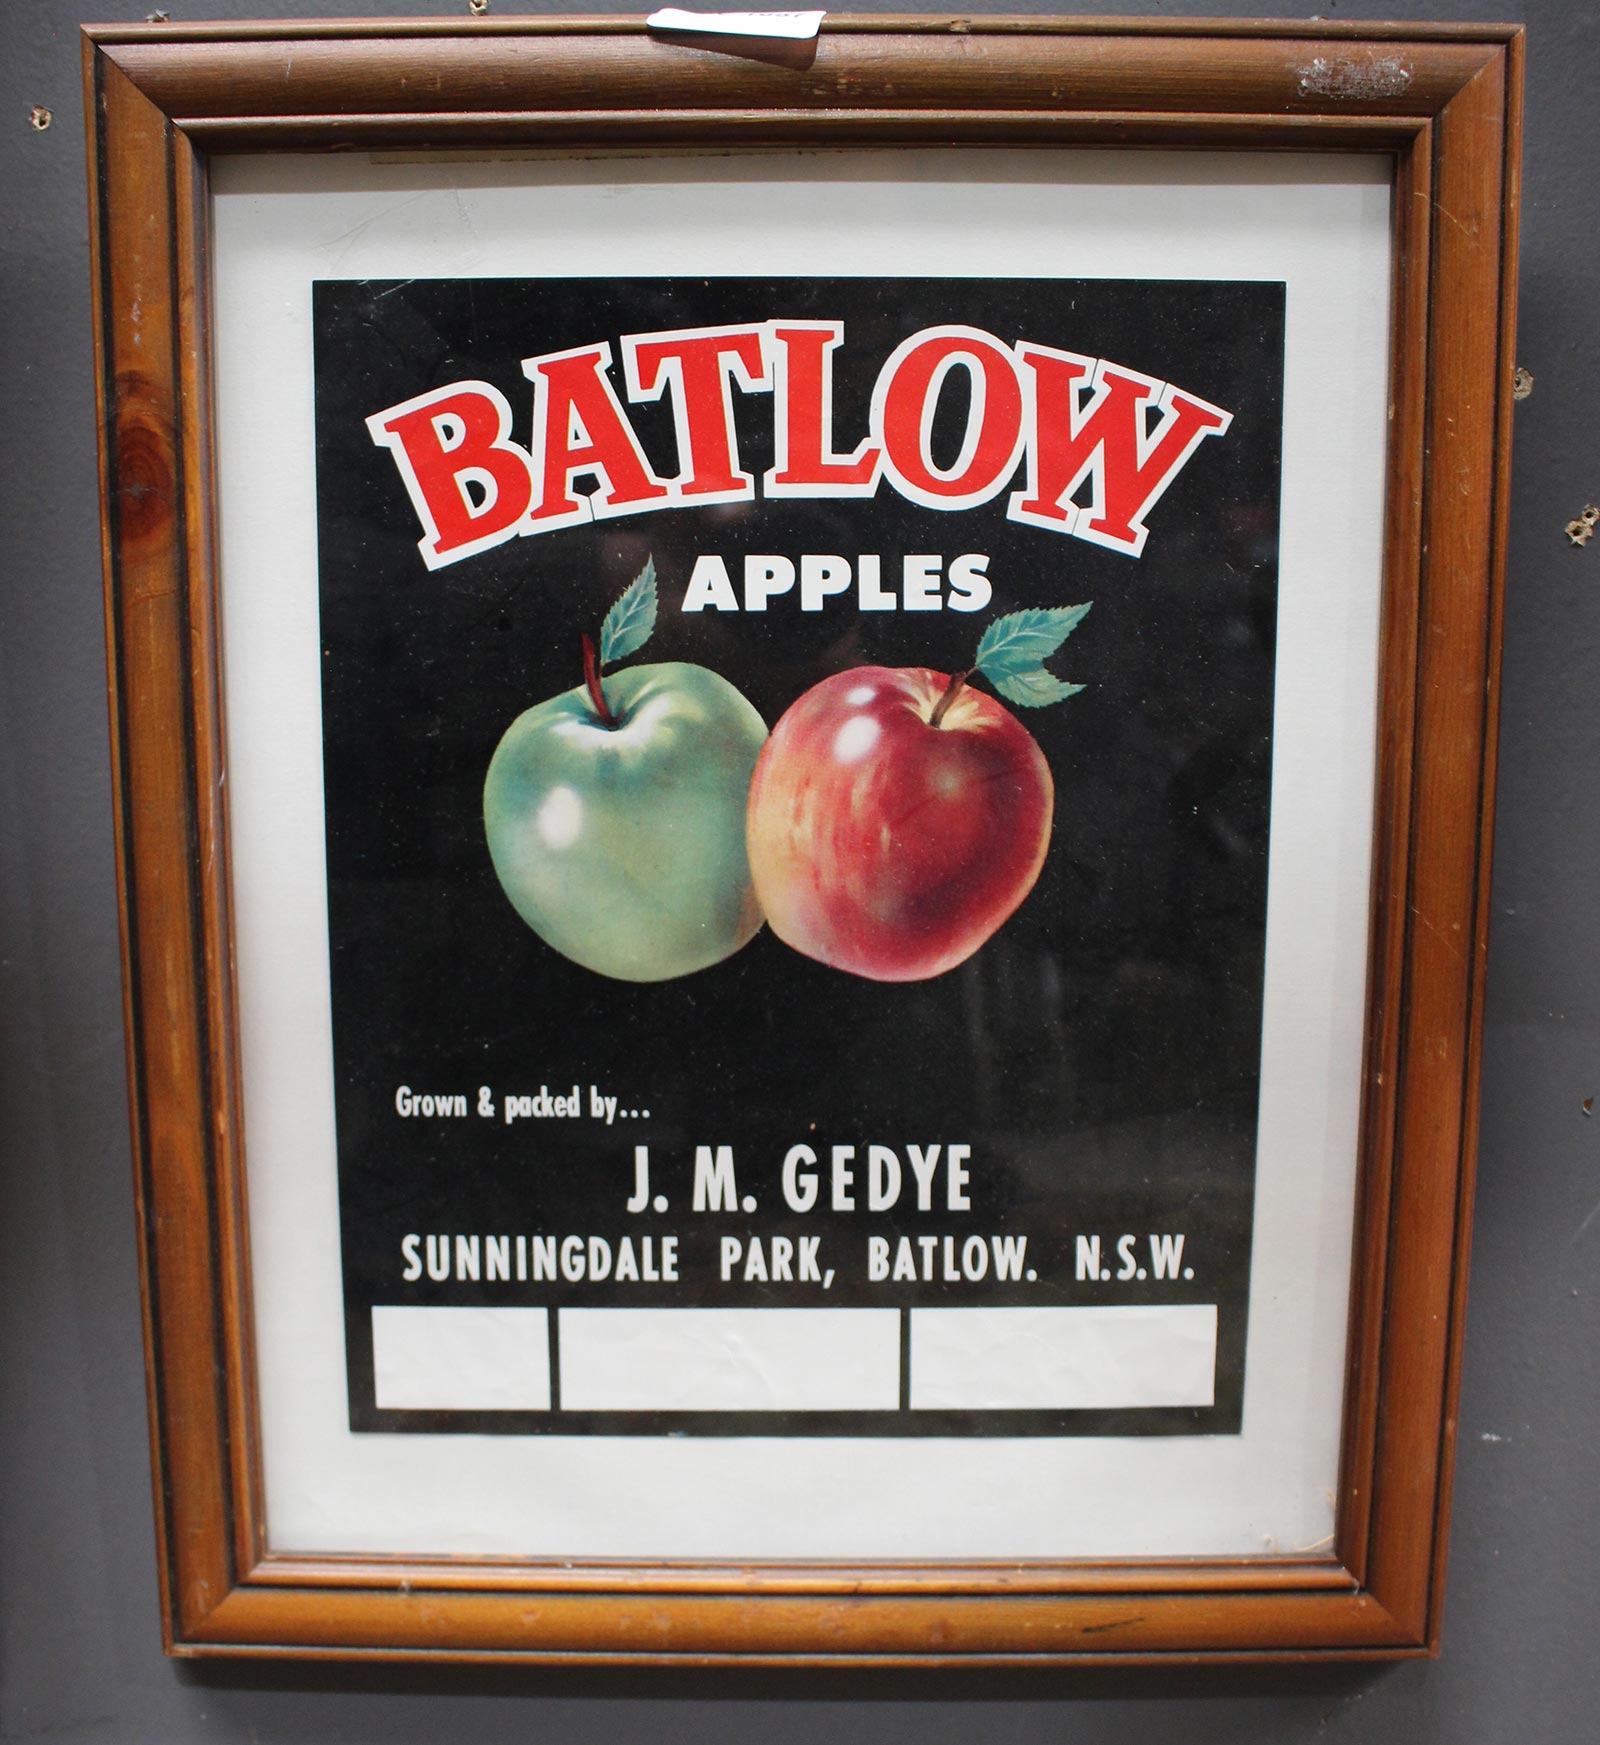 BATLOW
APPLES
Grown & packed by...
J. M. GEDYE
SUNNINGDALE PARK, BATLOW. N.S.W.